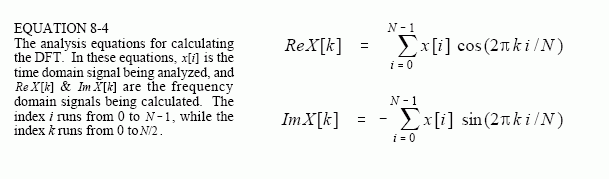 EQUATION 8-4
The analysis equations for calculating
the DFT. In these equations, x[i] is the
time domain signal being analyzed, and
Re X[k] & Im X[k] are the frequency
domain signals being calculated. The
index i runs from 0 to N-1, while the
index k runs from 0 to N/2.
ReX[k] = N-1 ∑ i=0 x[i] cos(2πki/N)
ImX[k] = - N-1 ∑ i=0 x[i] sin(2πki/N)